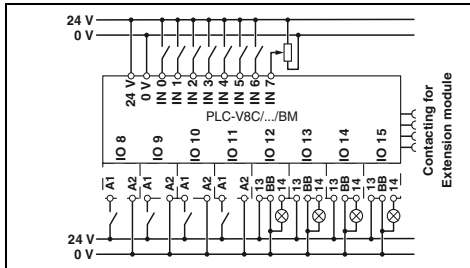 24 V
0 V
24 V
0 V
IN 0
IN 1
IN 2
IN 3
IN 4
IN 5
IN 6
IN 7
PLC-V8C/.../BM
IO 8
IO 9
IO 10
IO 11
IO 12
IO 13
IO 14
IO 15
Contacting for
Extension module
A1
A2
A1
A2
A1
A2
A1
A2
13
BB
14
13
BB
14
13
BB
14
13
BB
14
24 V
0 V